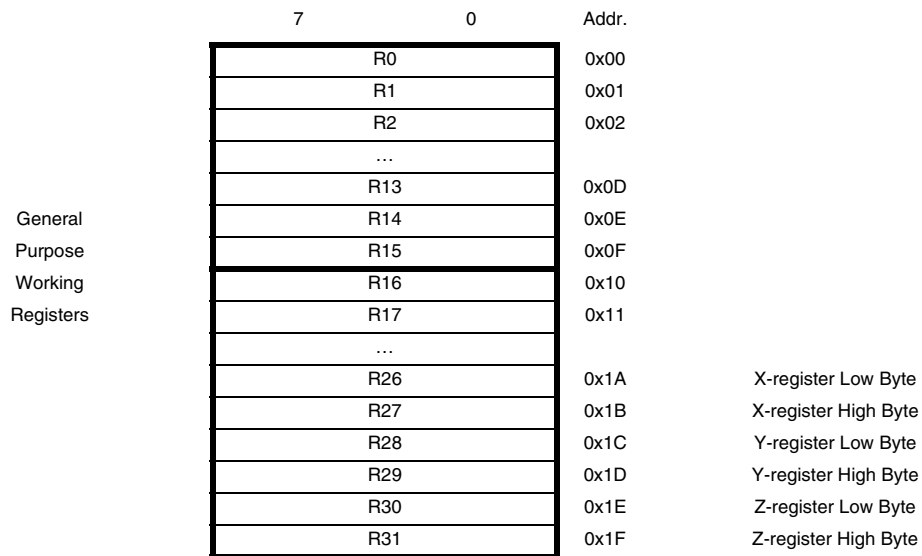 7 0 Addr.
R0 0x00
R1 0x01
R2 0x02
…
R13 0x0D
General R14 0x0E
Purpose R15 0x0F
Working R16 0x10
Registers R17 0x11
…
R26 0x1A X-register Low Byte
R27 0x1B X-register High Byte
R28 0x1C Y-register Low Byte
R29 0x1D Y-register High Byte
R30 0x1E Z-register Low Byte
R31 0x1F Z-register High Byte